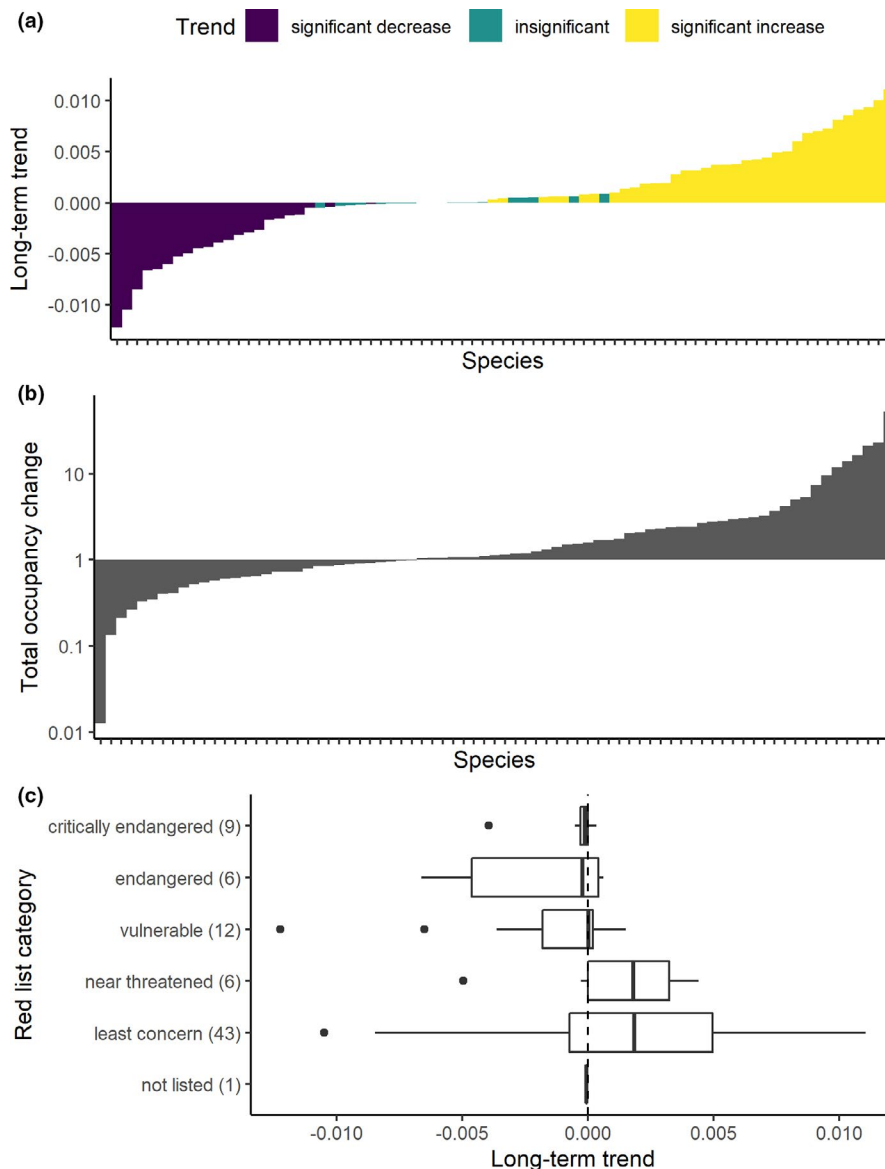 (a)
Trend significant decrease insignificant significant increase
0.010
0.005
0.000
-0.005
-0.010
Long-term trend
Species
(b)
10
1
0.1
0.01
Total occupancy change
Species
(c)
critically endangered (9)
endangered (6)
vulnerable (12)
near threatened (6)
least concern (43)
not listed (1)
Red list category
-0.010 -0.005 0.000 0.005 0.010
Long-term trend